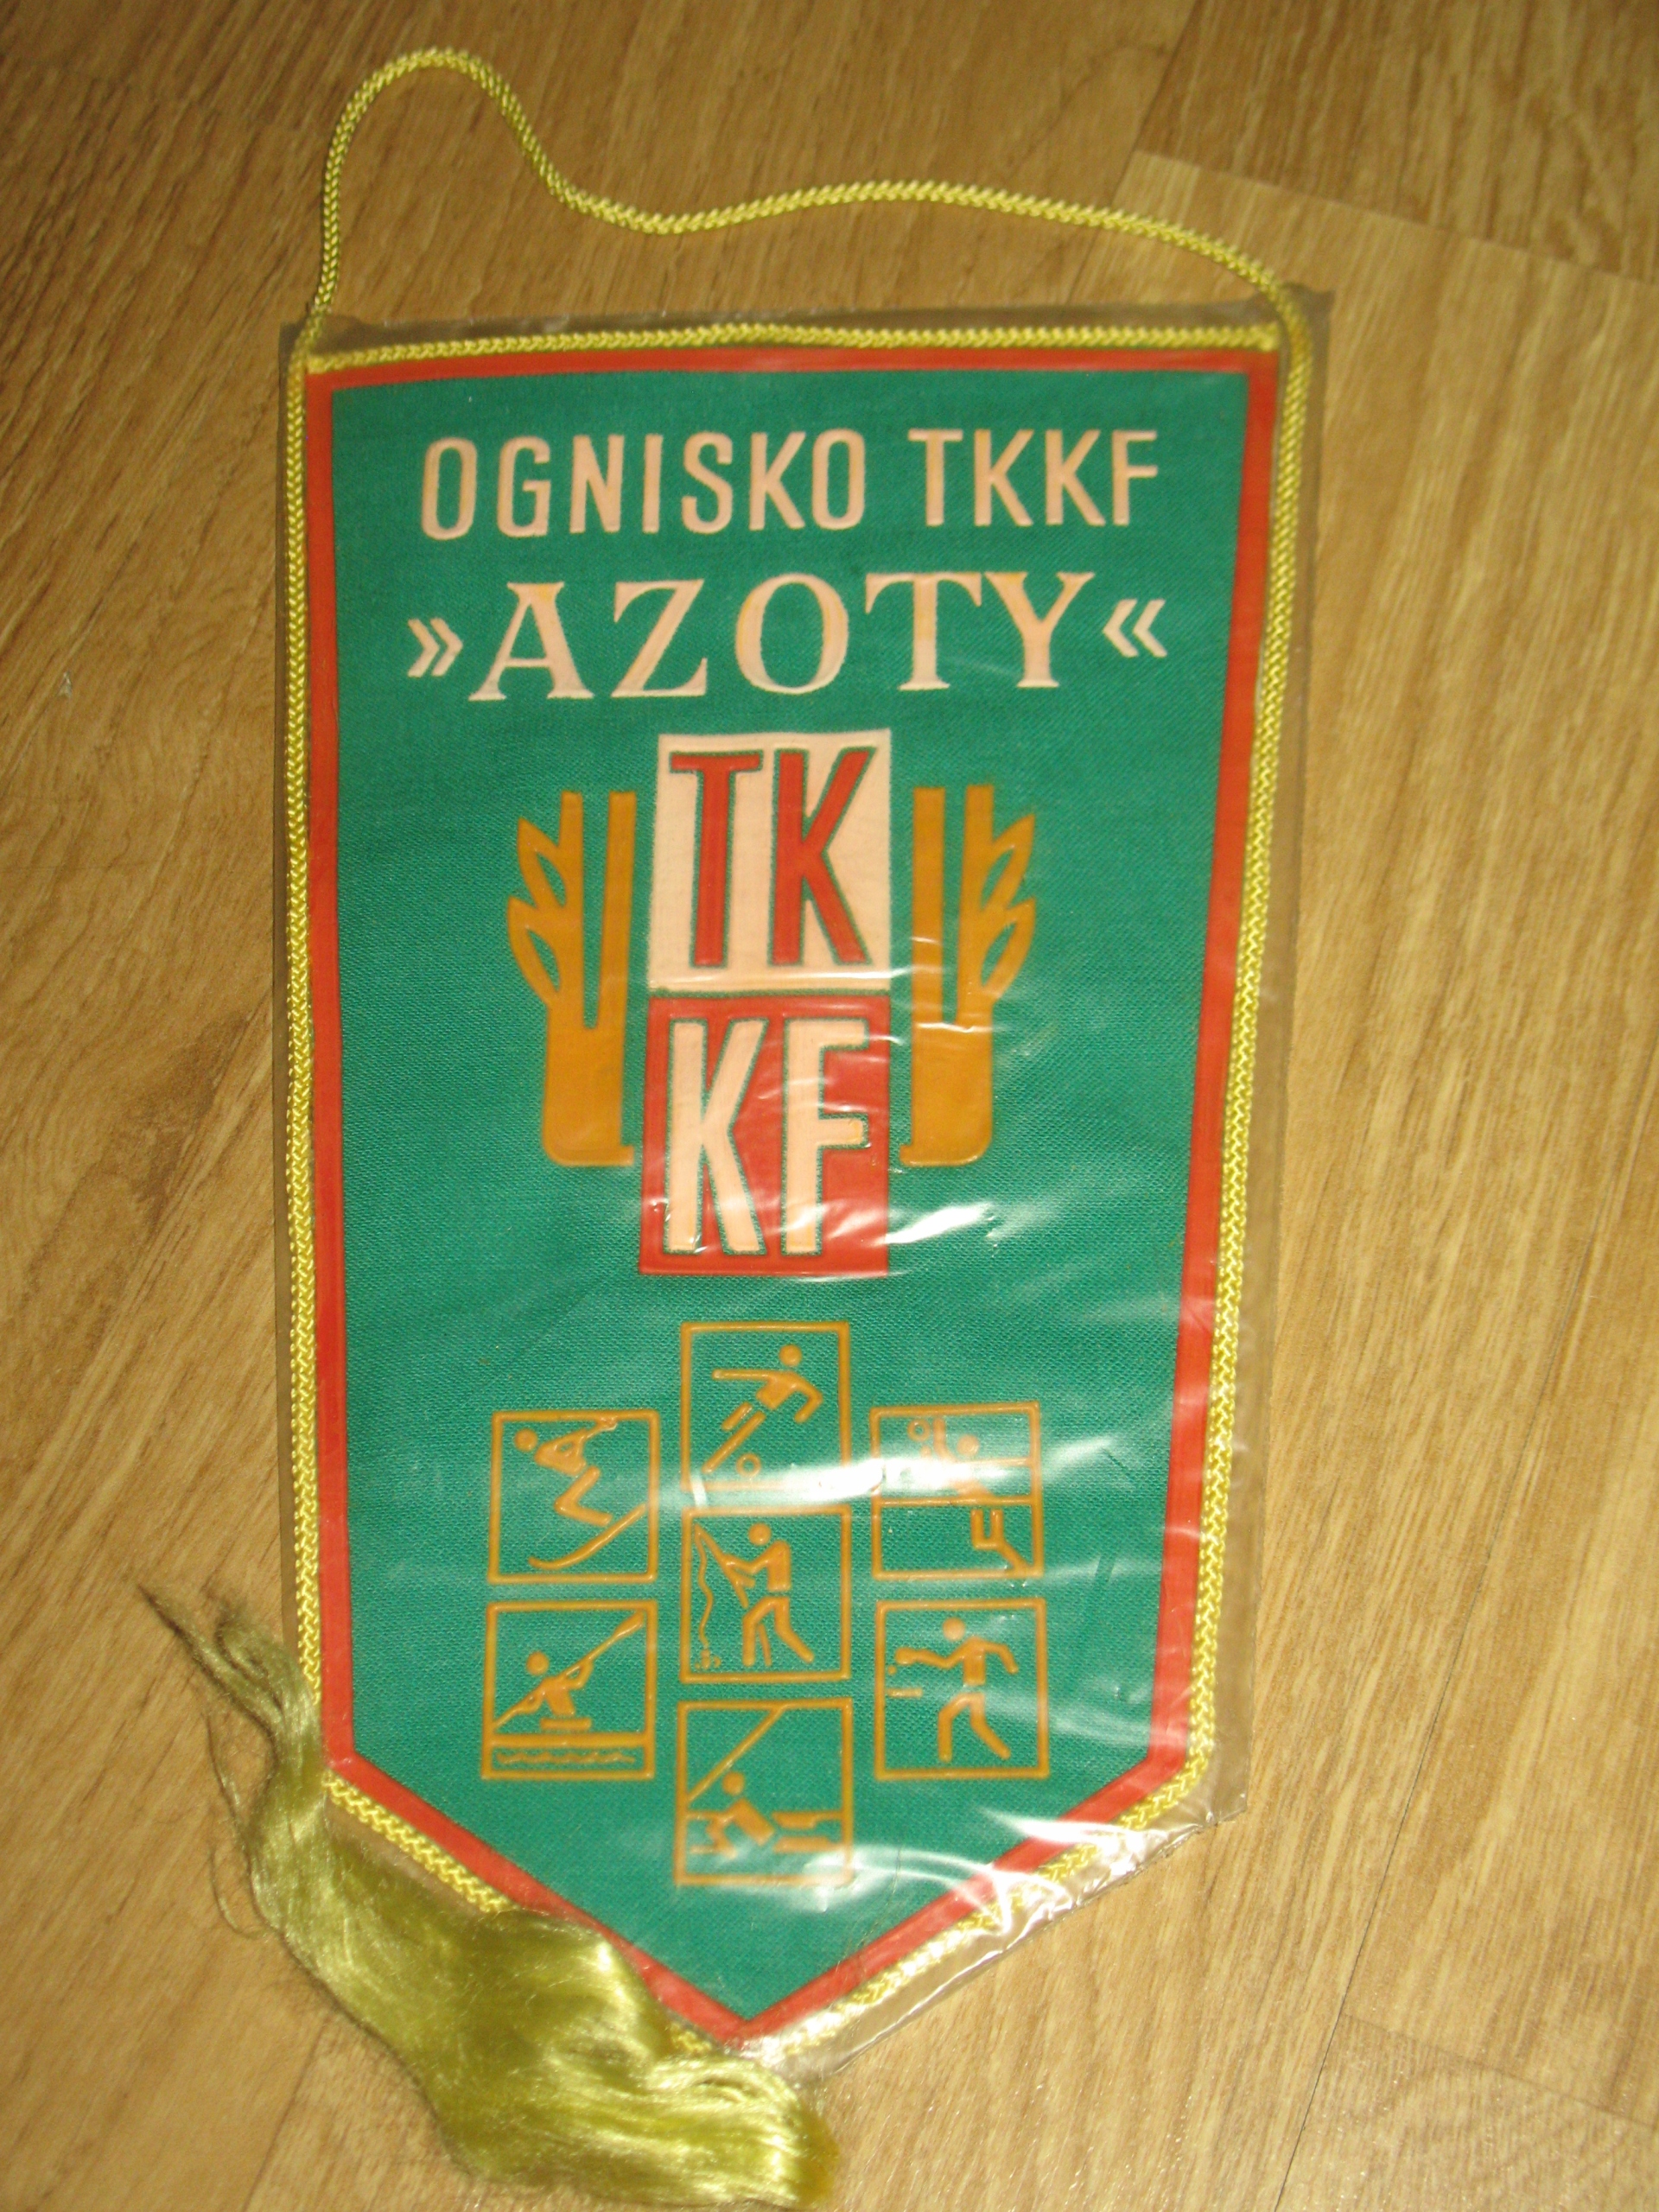 OGNISKO TKKF
»AZOTY«
TK
KF